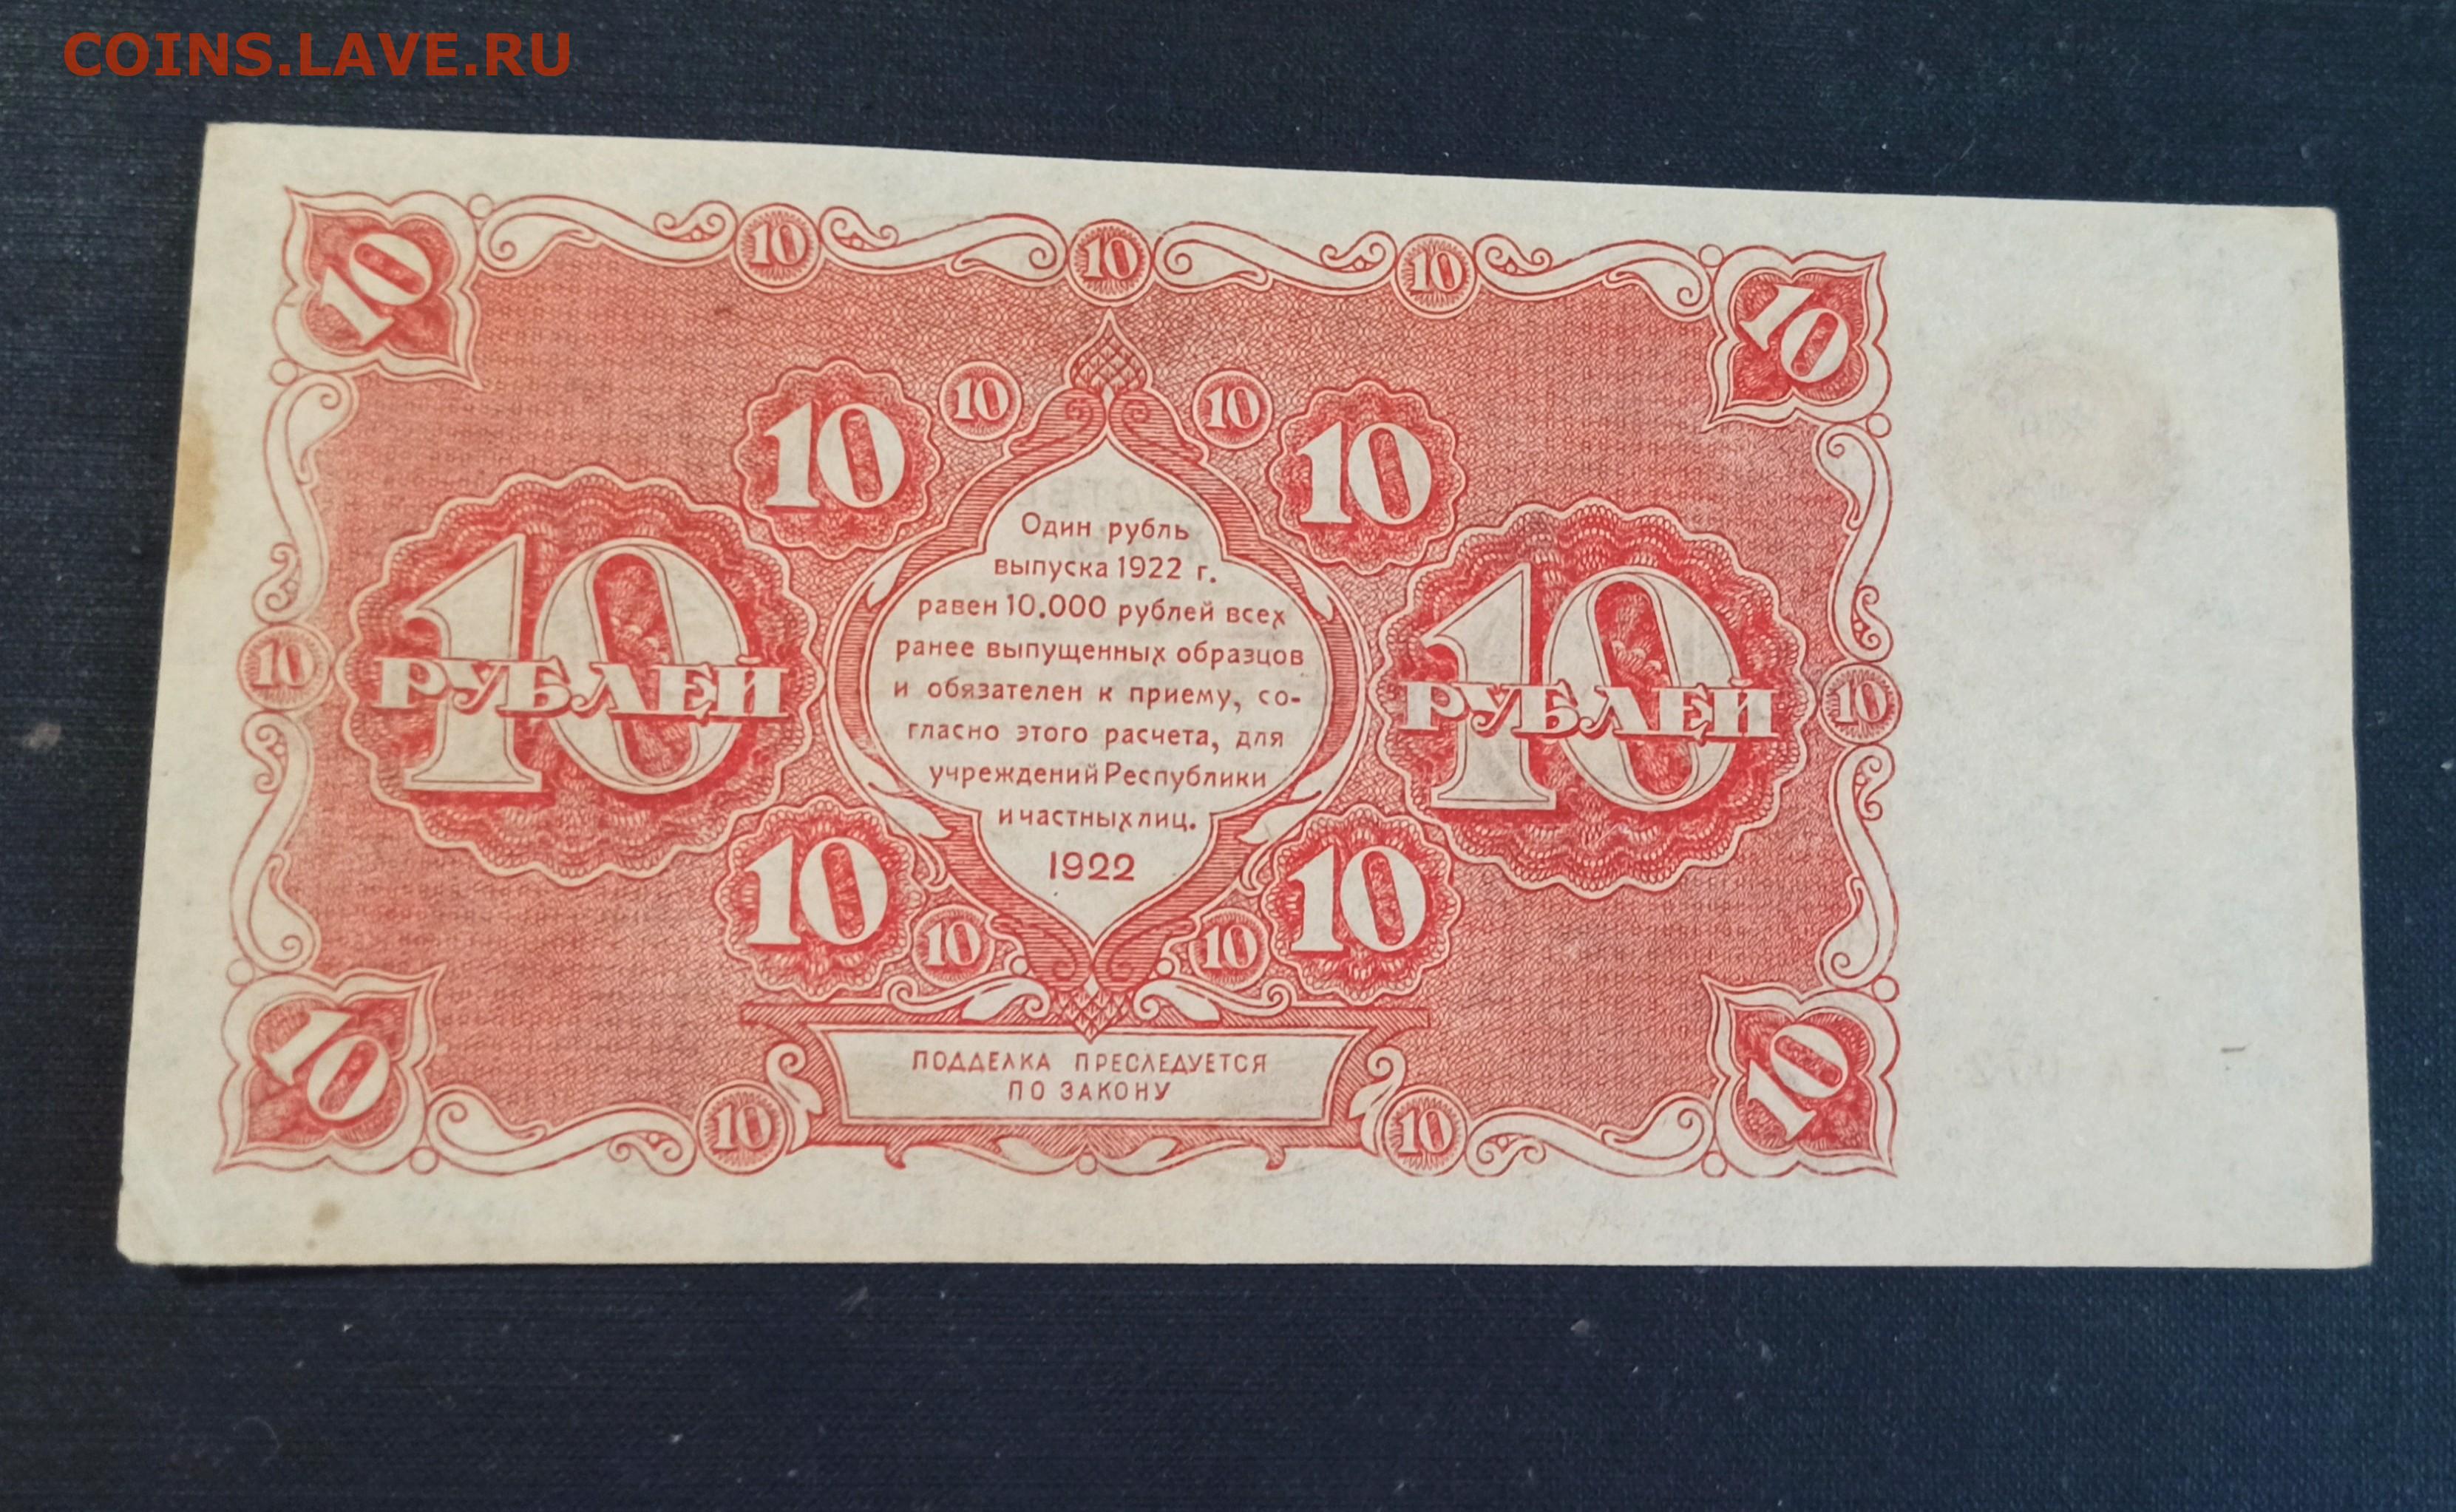 COINS.LAVE.RU
10 10 10 10 10
10 10 10 10
Один рубль
выпуска 1922 г.
равен 10.000 рублей всех
ранее выпущенных образцов
и обязателен к приему, со-
гласно этого расчета, для
учреждений Республики
и частных лиц.
1922
10 10
РУБЛЕЙ РУБЛЕЙ
10 10
10 10 10 10
ПОДДЕЛКА ПРЕСЛЕДУЕТСЯ
ПО ЗАКОНУ
10 10 10 10